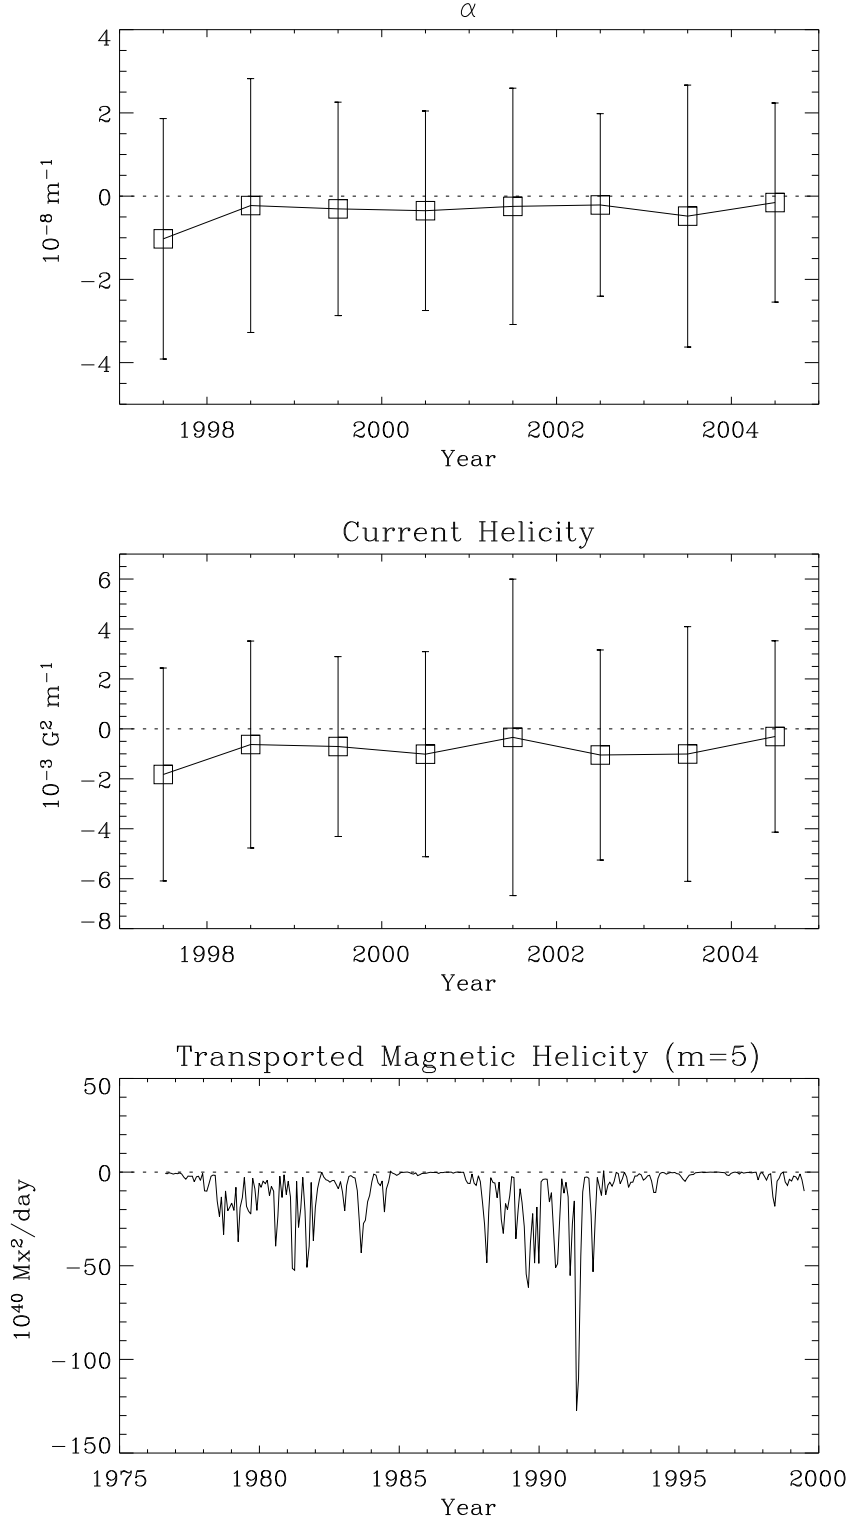 α
4
2
0
−2
−4
10⁻⁸ m⁻¹
1998 2000 2002 2004
Year
Current Helicity
6
4
2
0
−2
−4
−6
−8
10⁻³ G² m⁻¹
1998 2000 2002 2004
Year
Transported Magnetic Helicity (m=5)
50
0
−50
−100
−150
10⁴⁰ Mx²/day
1975 1980 1985 1990 1995 2000
Year